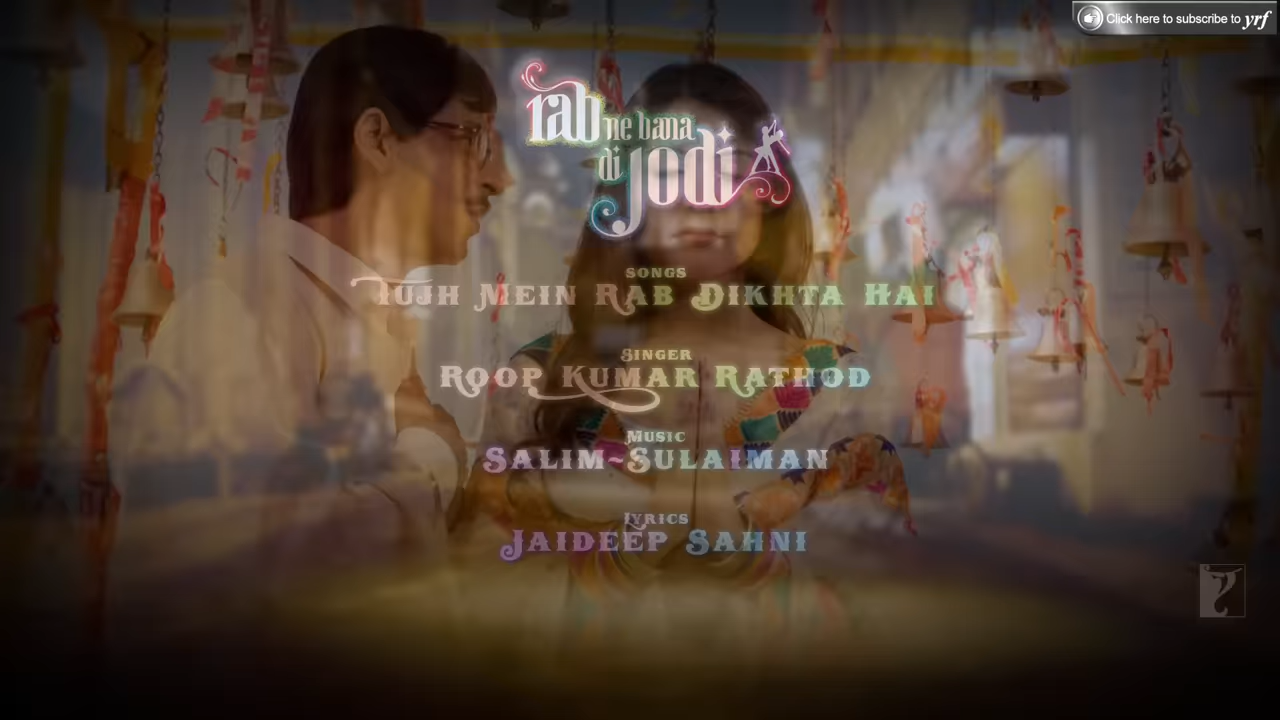 Click here to subscribe to yrf
rab ne bana
di jodi
SONGS
TUJH MEIN RAB DIKHTA HAI
SINGER
ROOP KUMAR RATHOD
MUSIC
SALIM~SULAIMAN
LYRICS
JAIDEEP SAHNI